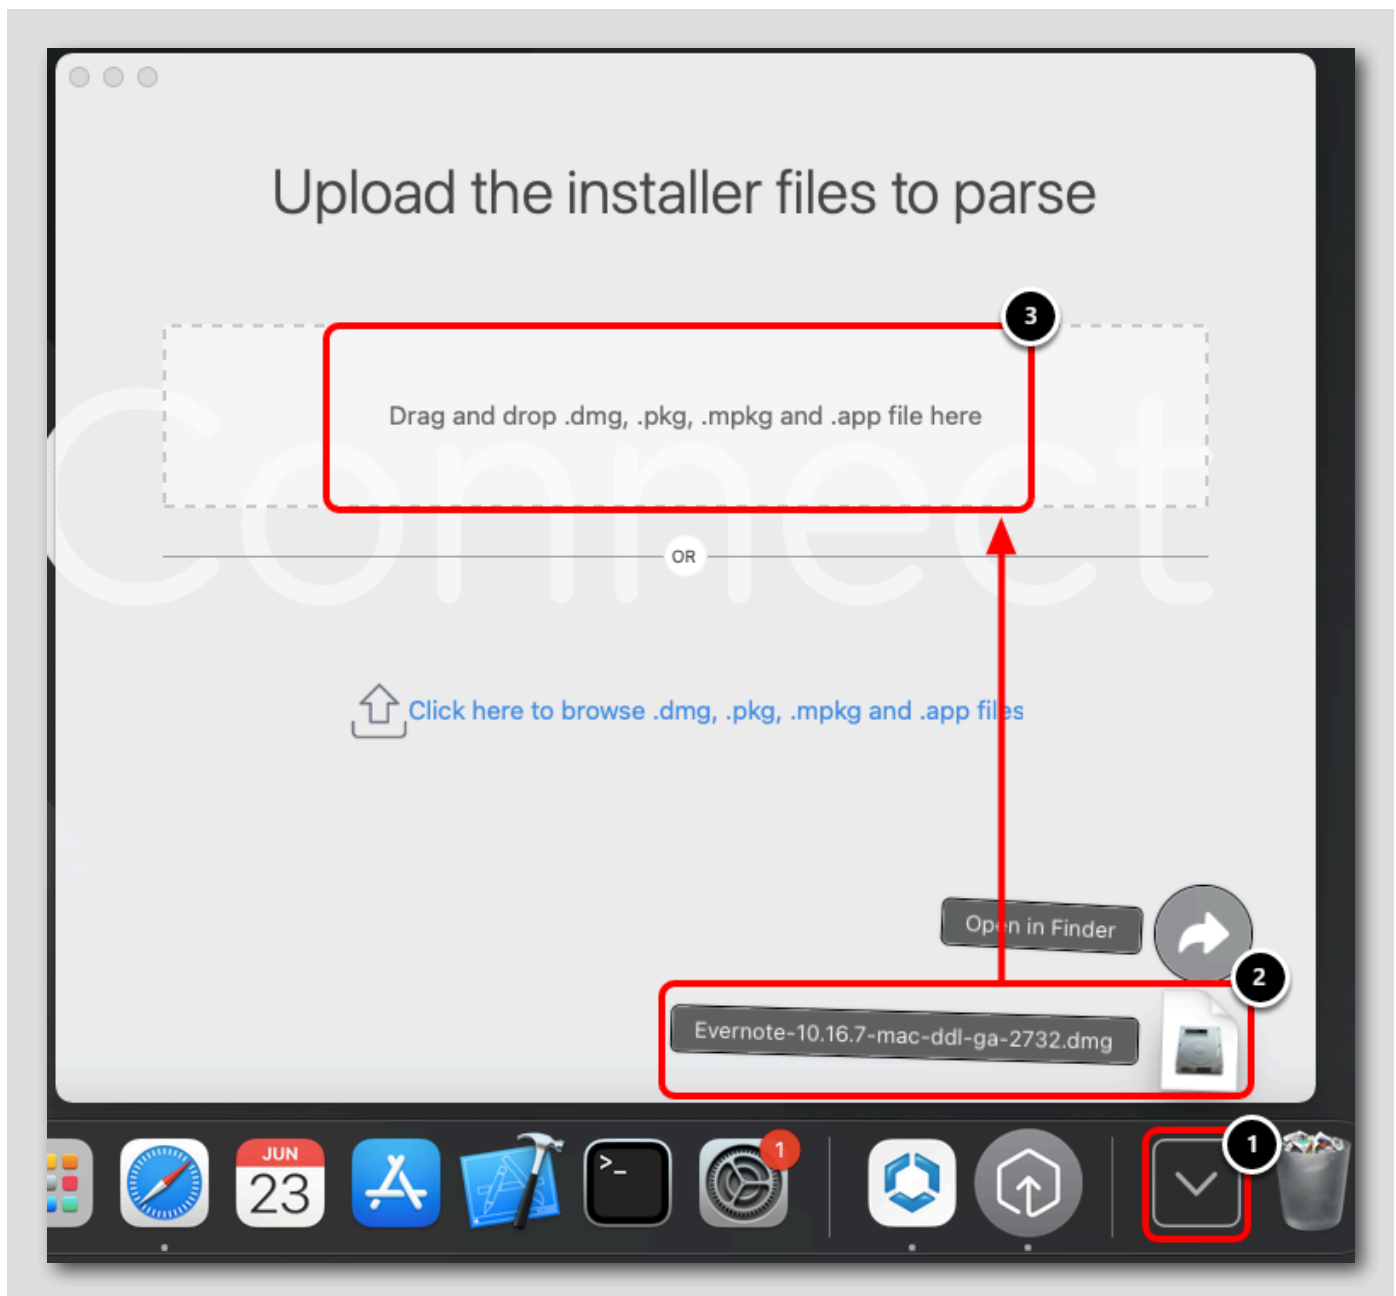 Upload the installer files to parse
3
Drag and drop .dmg, .pkg, .mpkg and .app file here
Connect
OR
Click here to browse .dmg, .pkg, .mpkg and .app files
Open in Finder
2
Evernote-10.16.7-mac-ddl-ga-2732.dmg
1
JUN
23
>_
1